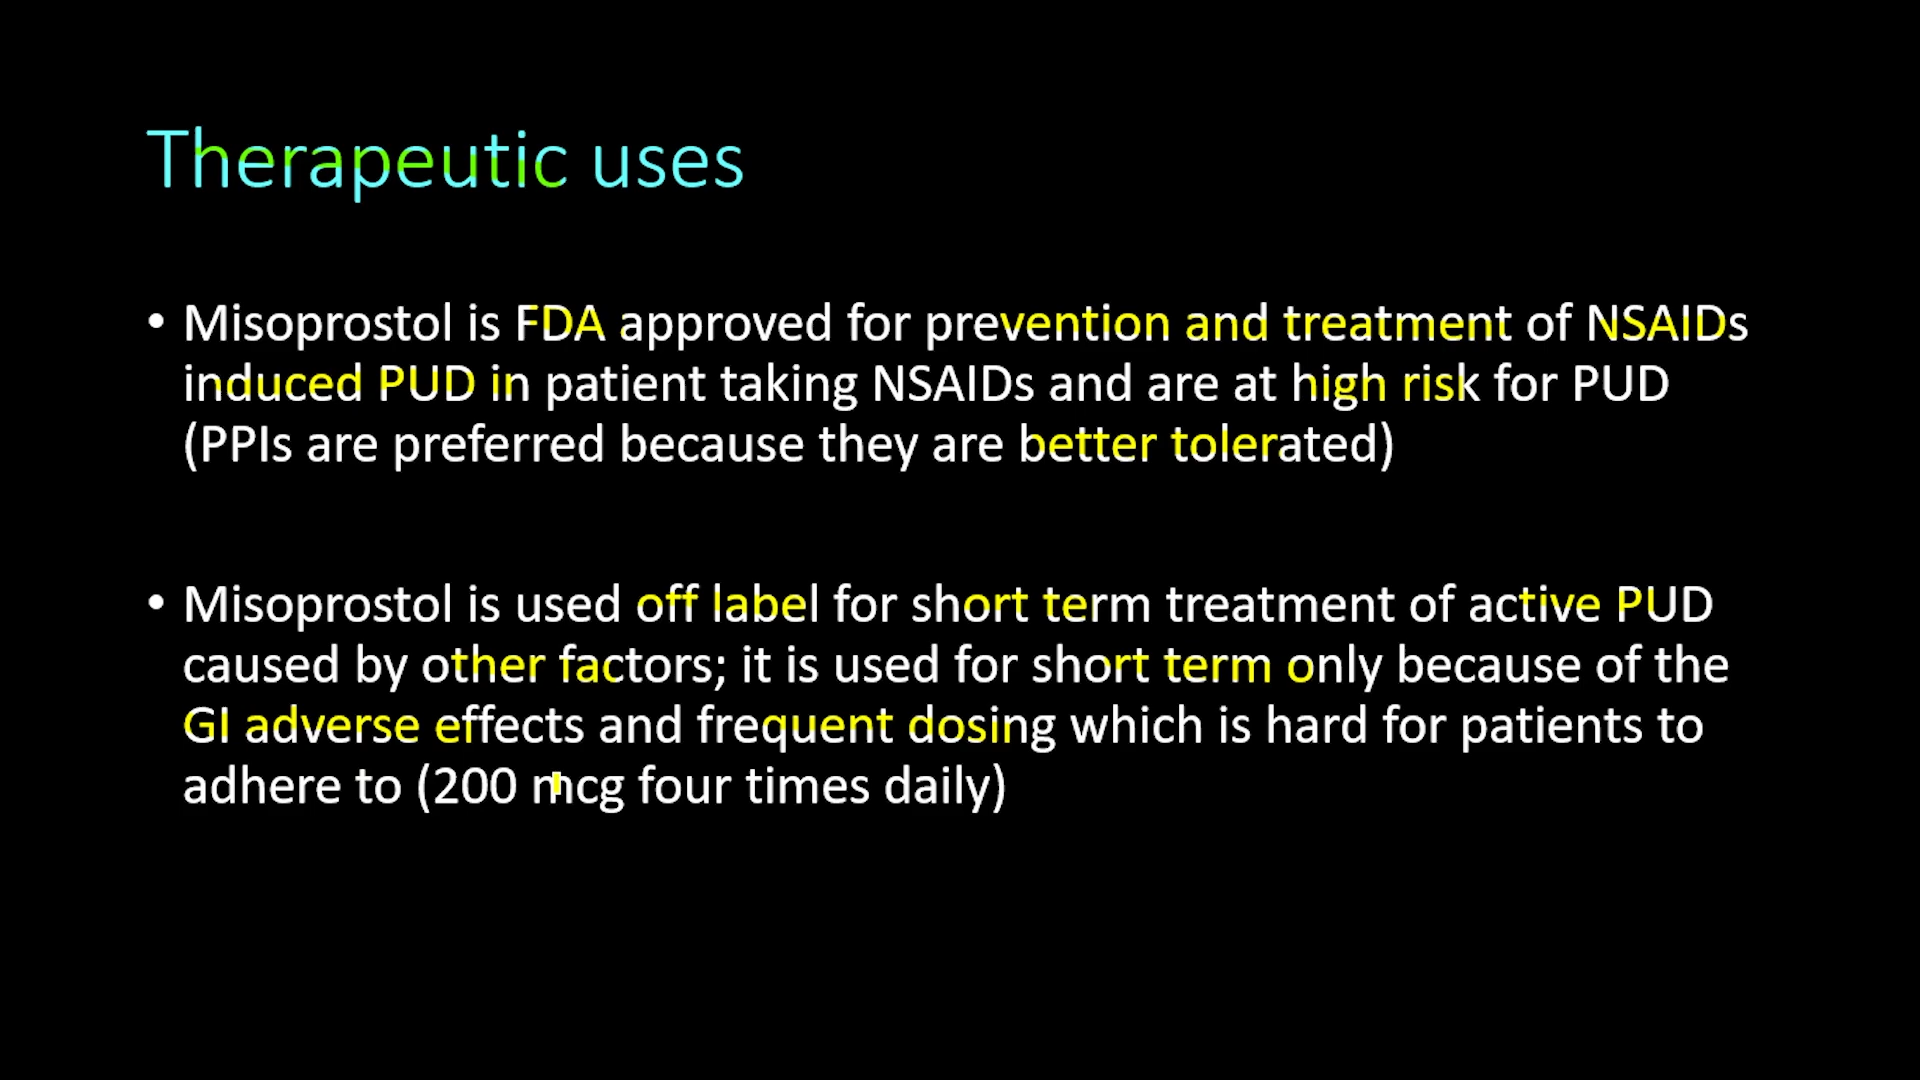 Therapeutic uses
• Misoprostol is FDA approved for prevention and treatment of NSAIDs
induced PUD in patient taking NSAIDs and are at high risk for PUD
(PPIs are preferred because they are better tolerated)
• Misoprostol is used off label for short term treatment of active PUD
caused by other factors; it is used for short term only because of the
GI adverse effects and frequent dosing which is hard for patients to
adhere to (200 mcg four times daily)